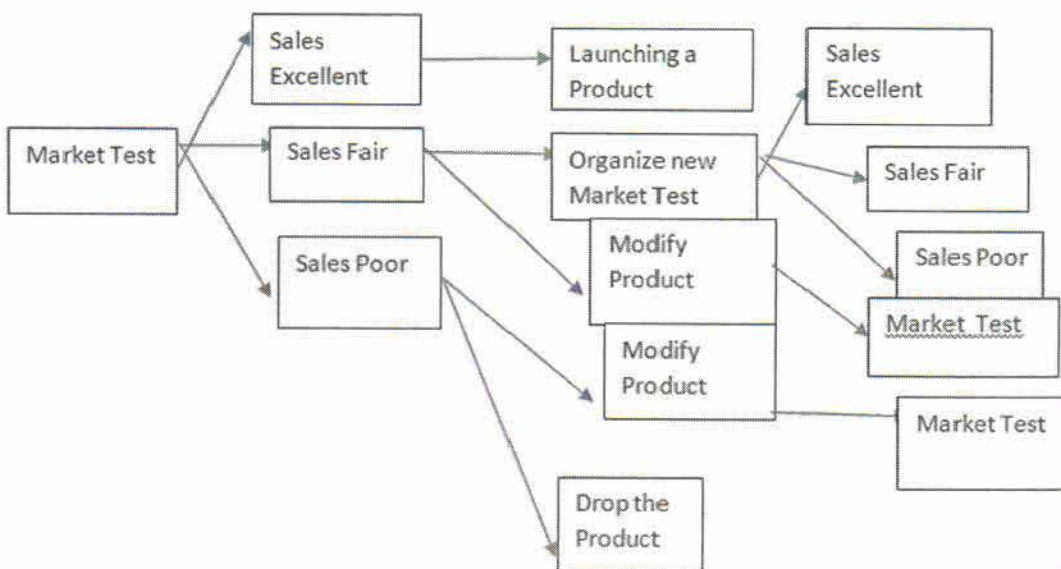 Sales
Excellent
Launching a
Product
Sales
Excellent
Market Test
Sales Fair
Organize new
Market Test
Sales Fair
Sales Poor
Modify
Product
Sales Poor
Market Test
Modify
Product
Market Test
Drop the
Product